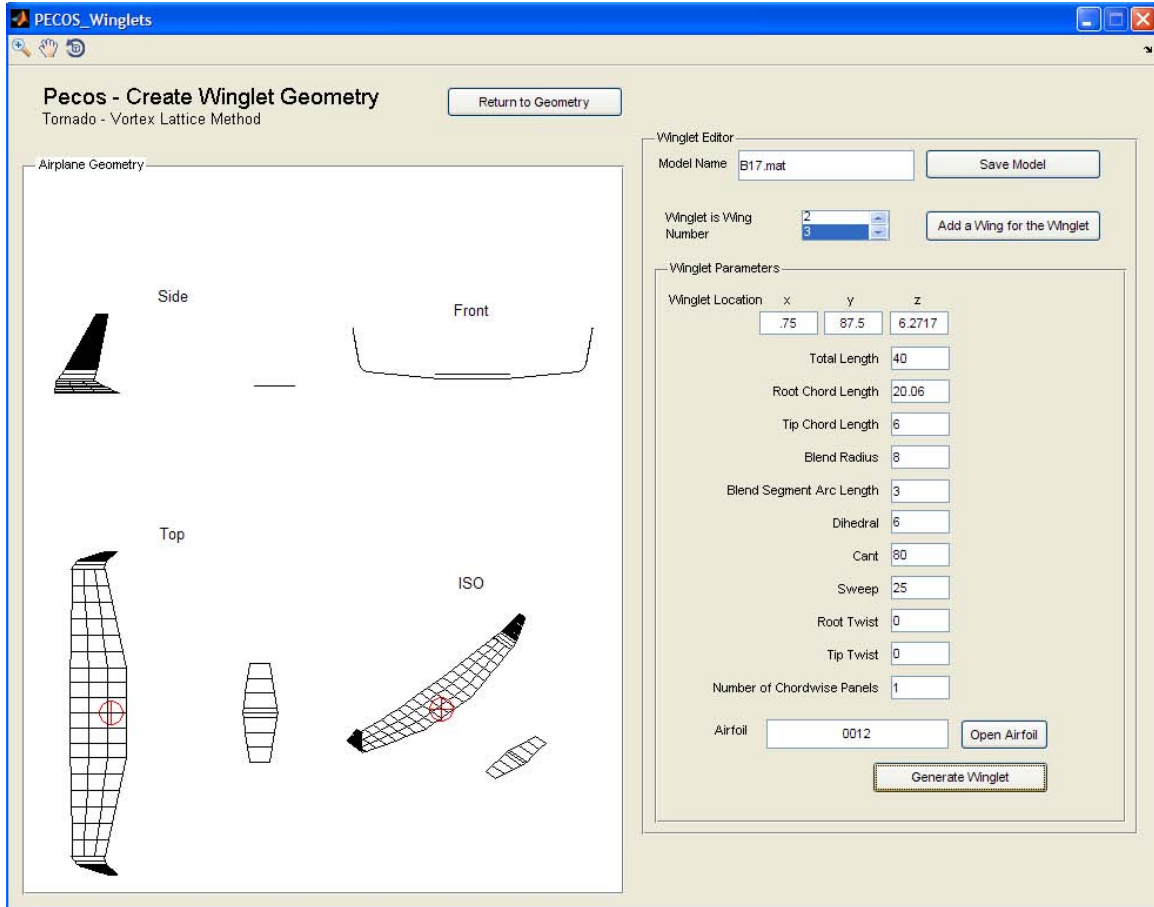 PECOS_Winglets
Pecos - Create Winglet Geometry
Tornado - Vortex Lattice Method
Return to Geometry
Airplane Geometry
Side
Front
Top
ISO
Winglet Editor
Model Name B17.mat Save Model
Winglet is Wing Number 2 3 Add a Wing for the Winglet
Winglet Parameters
Winglet Location x y z
.75 87.5 6.2717
Total Length 40
Root Chord Length 20.06
Tip Chord Length 6
Blend Radius 8
Blend Segment Arc Length 3
Dihedral 6
Cant 80
Sweep 25
Root Twist 0
Tip Twist 0
Number of Chordwise Panels 1
Airfoil 0012 Open Airfoil
Generate Winglet